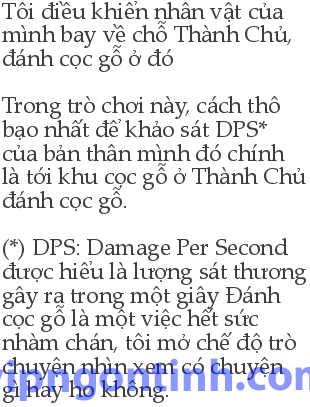 Tôi điều khiển nhân vật của
mình bay về chỗ Thành Chủ,
đánh cọc gỗ ở đó
Trong trò chơi này, cách thô
bạo nhất để khảo sát DPS*
của bản thân mình đó chính
là tới khu cọc gỗ ở Thành Chủ
đánh cọc gỗ.
(*) DPS: Damage Per Second
được hiểu là lượng sát thương
gây ra trong một giây Đánh
cọc gỗ là một việc hết sức
nhàm chán, tôi mở chế độ trò
chuyện nhìn xem có chuyện
gì hay ho không.
vipngontinh.com